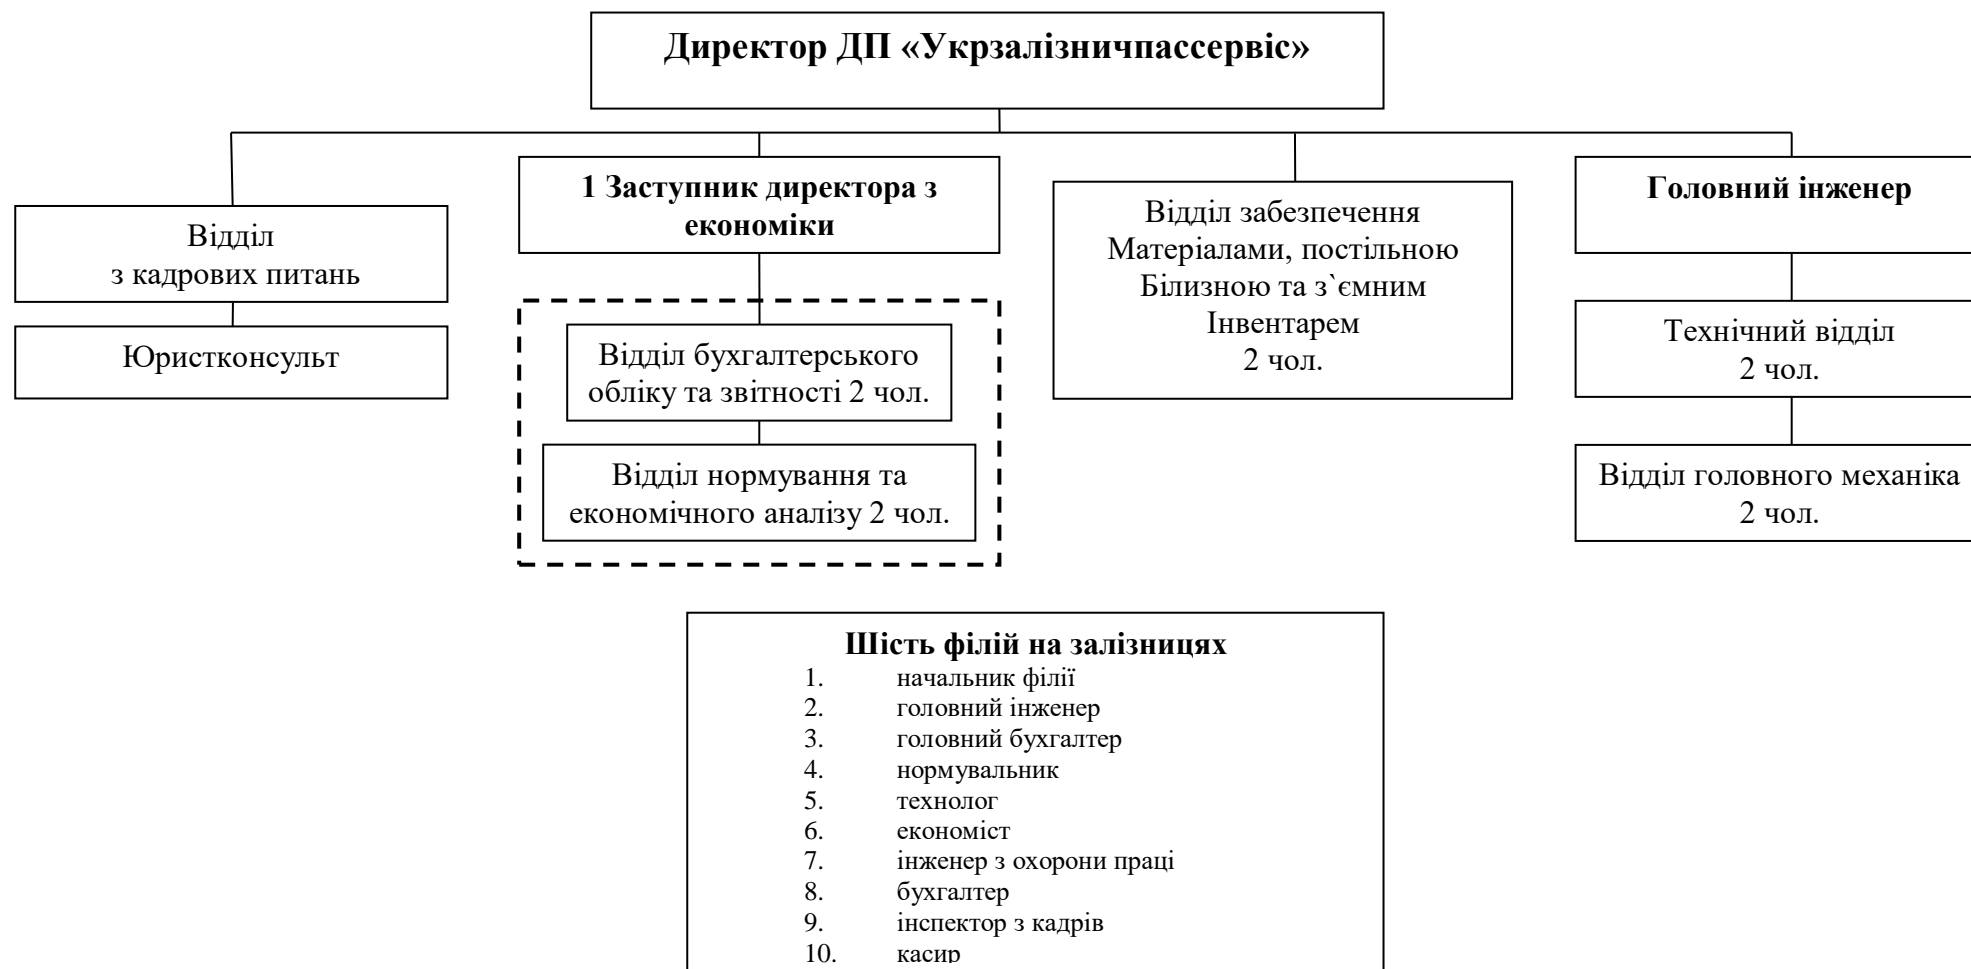 Директор ДП «Укрзалізничпассервіс»
Відділ
з кадрових питань
Юристконсульт
1 Заступник директора з
економіки
Відділ бухгалтерського
обліку та звітності 2 чол.
Відділ нормування та
економічного аналізу 2 чол.
Відділ забезпечення
Матеріалами, постільною
Білизною та з`ємним
Інвентарем
2 чол.
Головний інженер
Технічний відділ
2 чол.
Відділ головного механіка
2 чол.
Шість філій на залізницях
1. начальник філії
2. головний інженер
3. головний бухгалтер
4. нормувальник
5. технолог
6. економіст
7. інженер з охорони праці
8. бухгалтер
9. інспектор з кадрів
10. касир